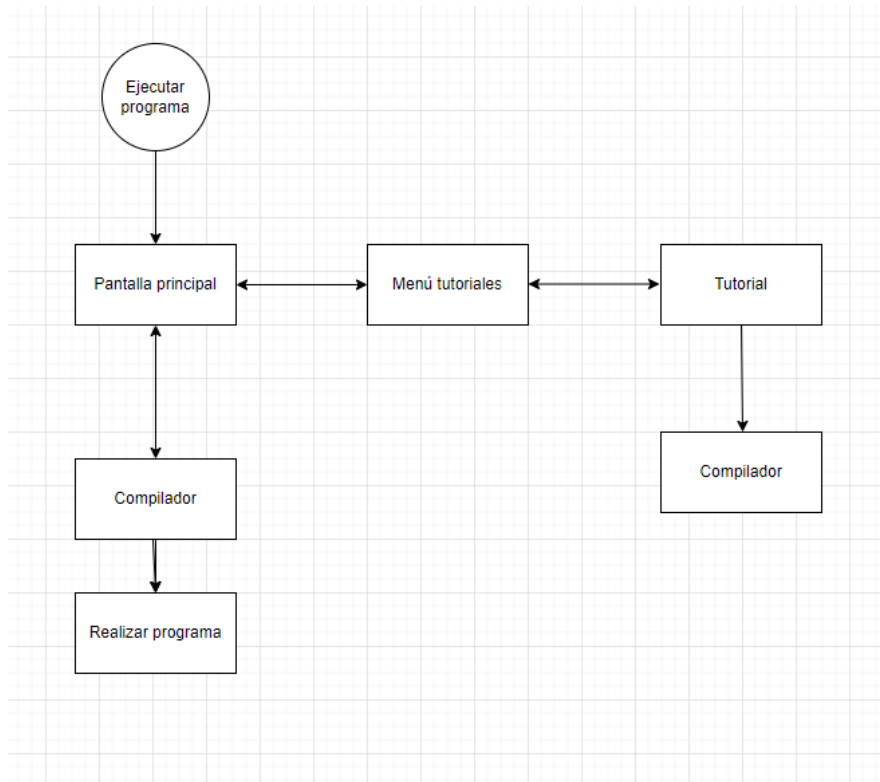 Ejecutar
programa
Pantalla principal
Menú tutoriales
Tutorial
Compilador
Compilador
Realizar programa